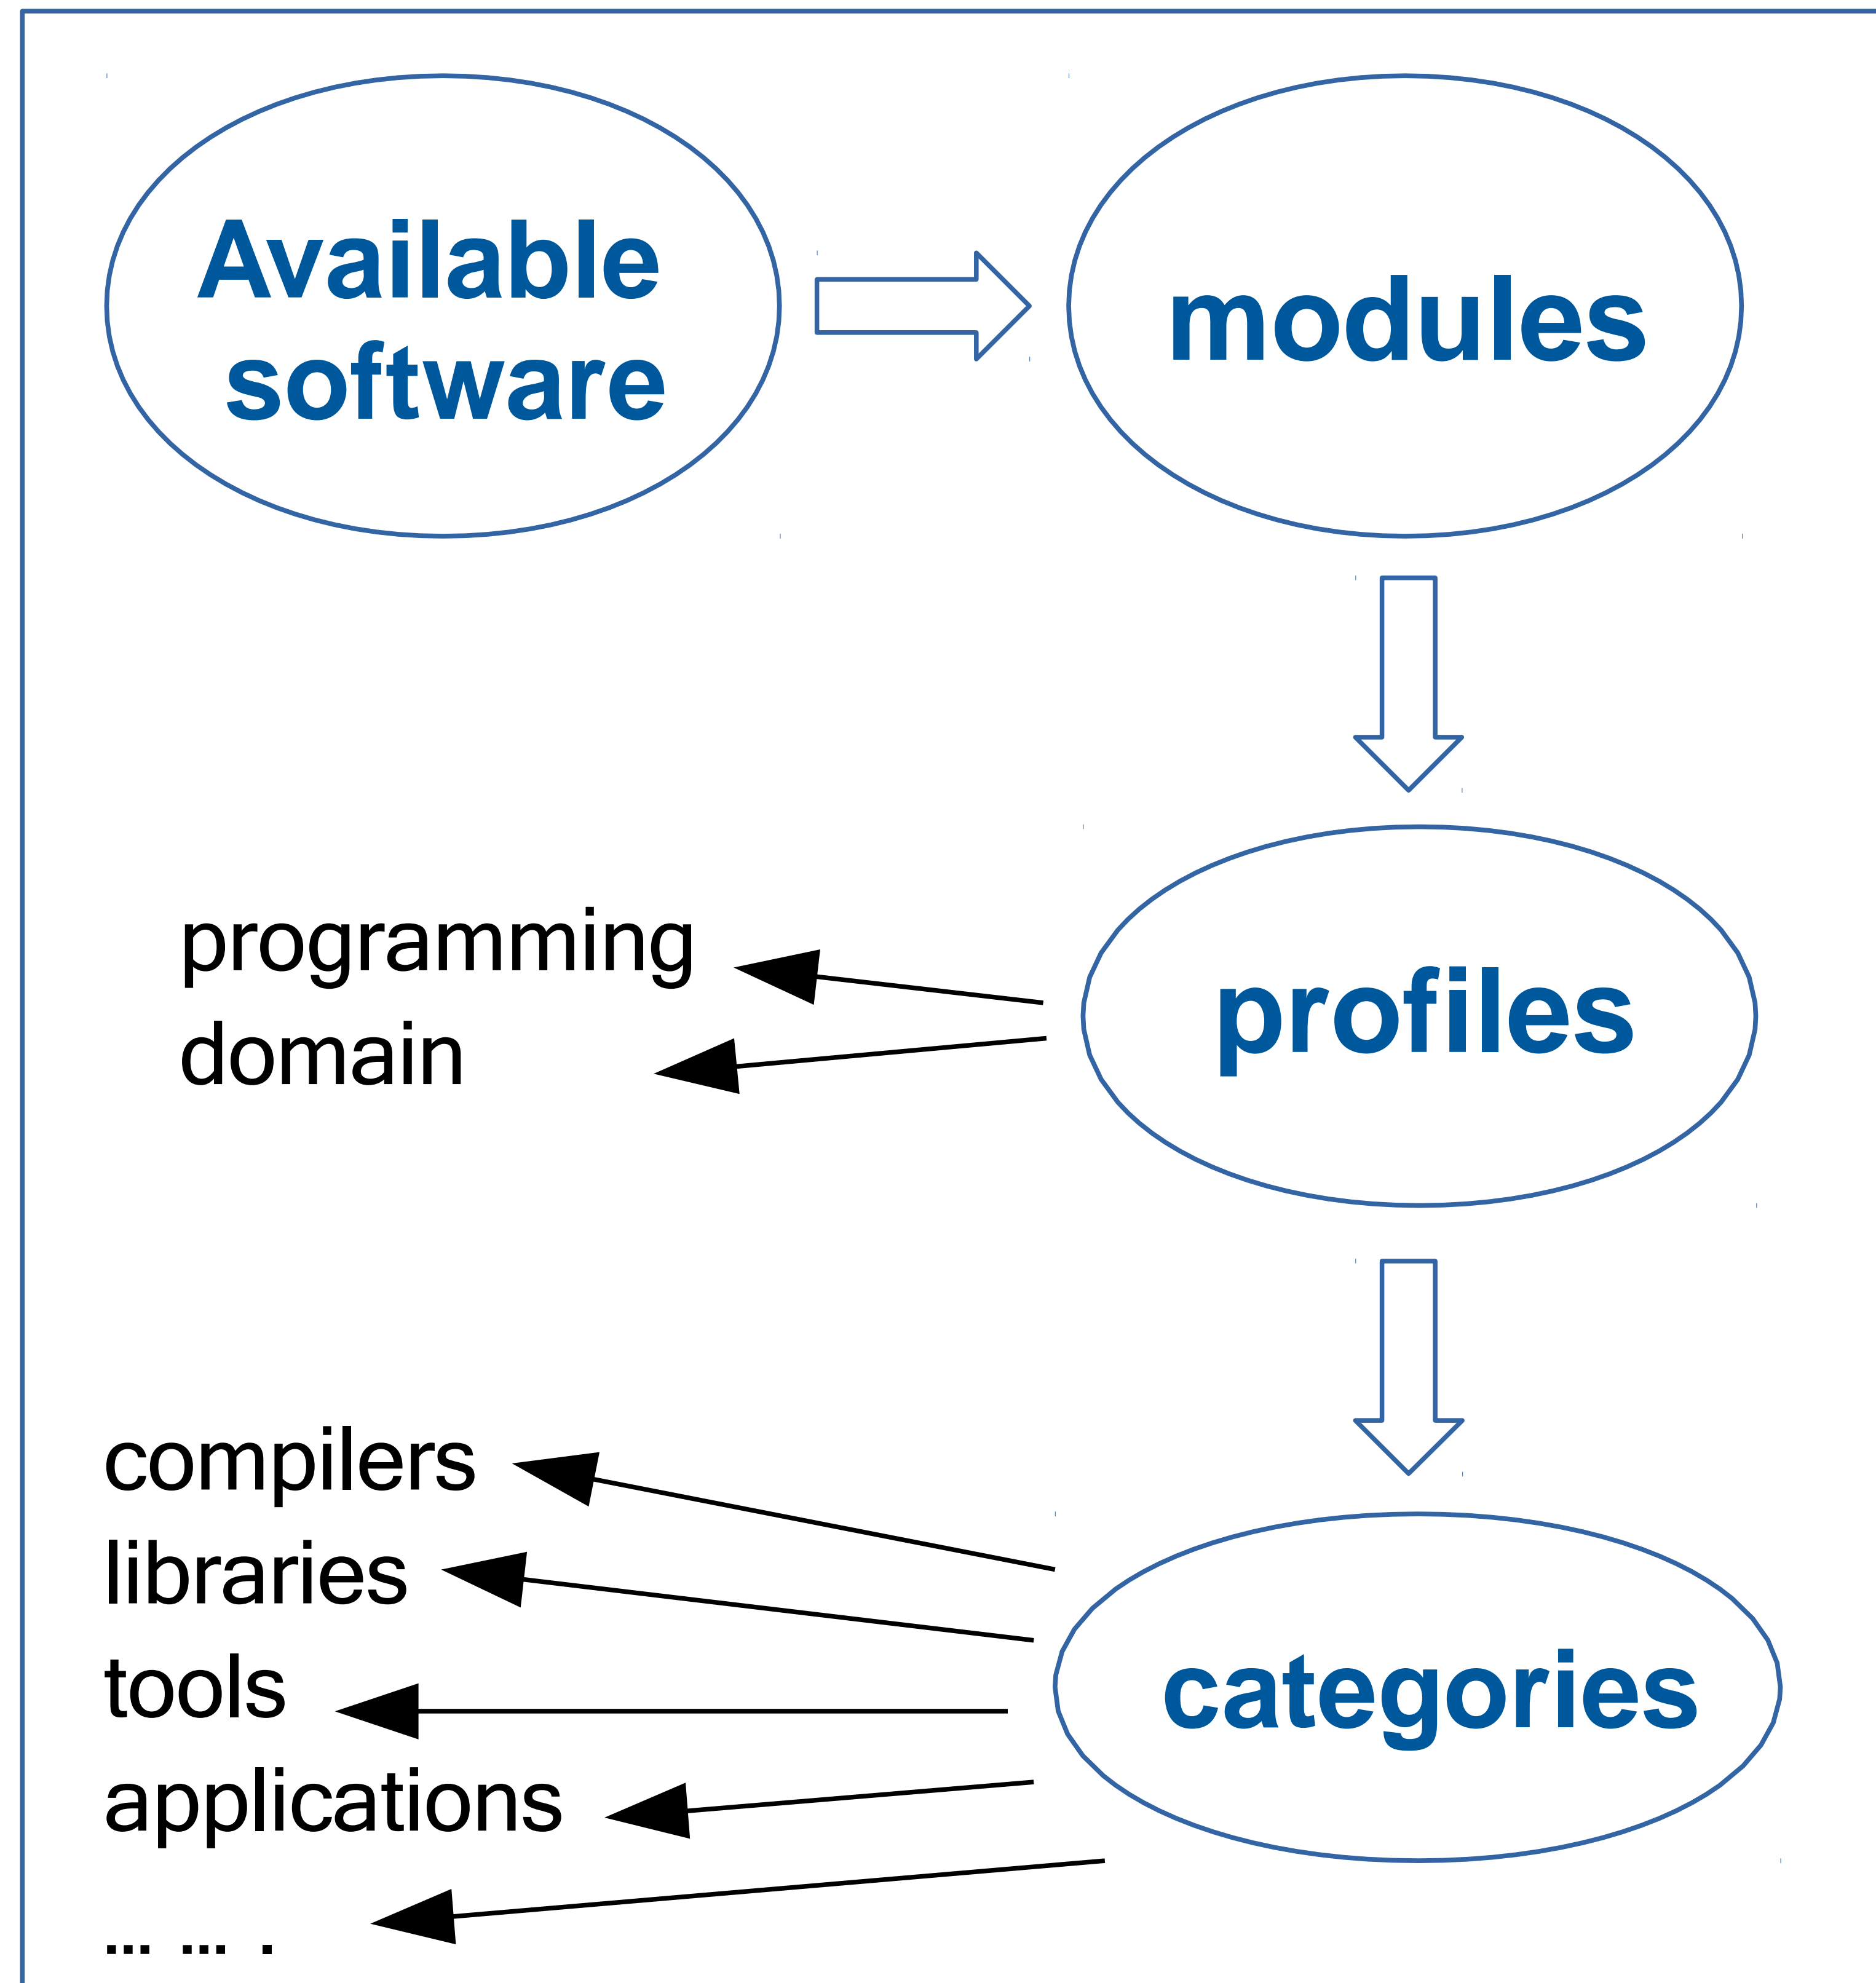 Available
software
modules
programming
domain
profiles
compilers
libraries
tools
applications
... ... .
categories